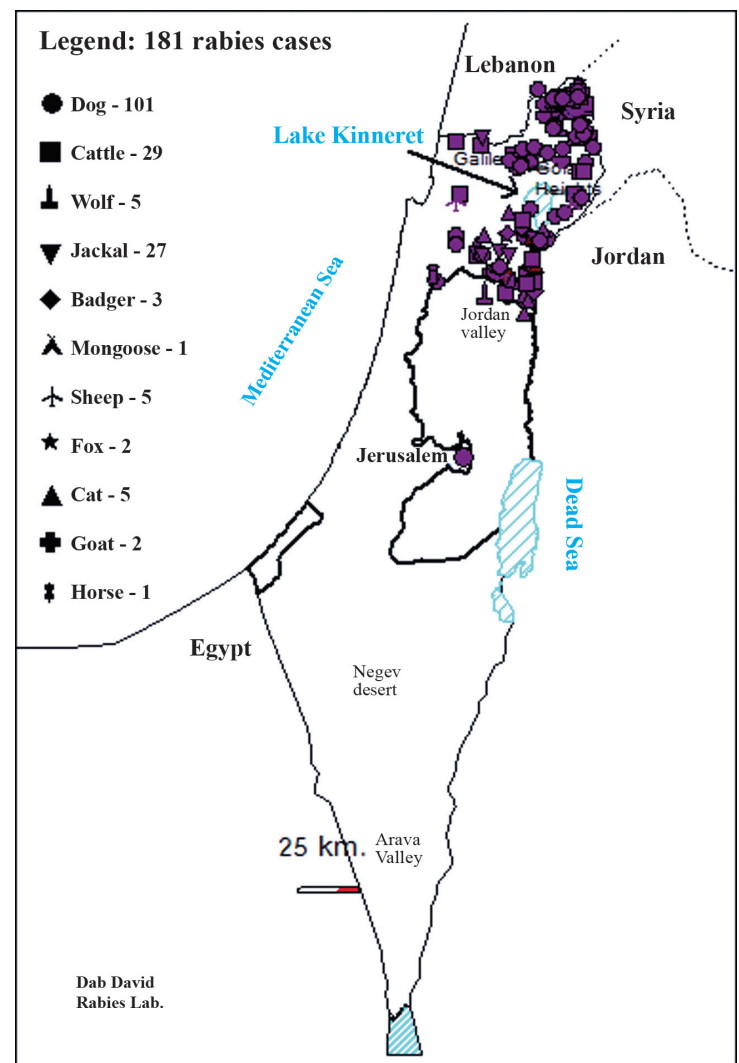 Legend: 181 rabies cases
Dog - 101
Cattle - 29
Wolf - 5
Jackal - 27
Badger - 3
Mongoose - 1
Sheep - 5
Fox - 2
Cat - 5
Goat - 2
Horse - 1
Lebanon
Syria
Lake Kinneret
Heights
Jordan
Mediterranean Sea
Jordan
valley
Jerusalem
Dead Sea
Egypt
Negev
desert
25 km.
Arava
Valley
Dab David
Rabies Lab.